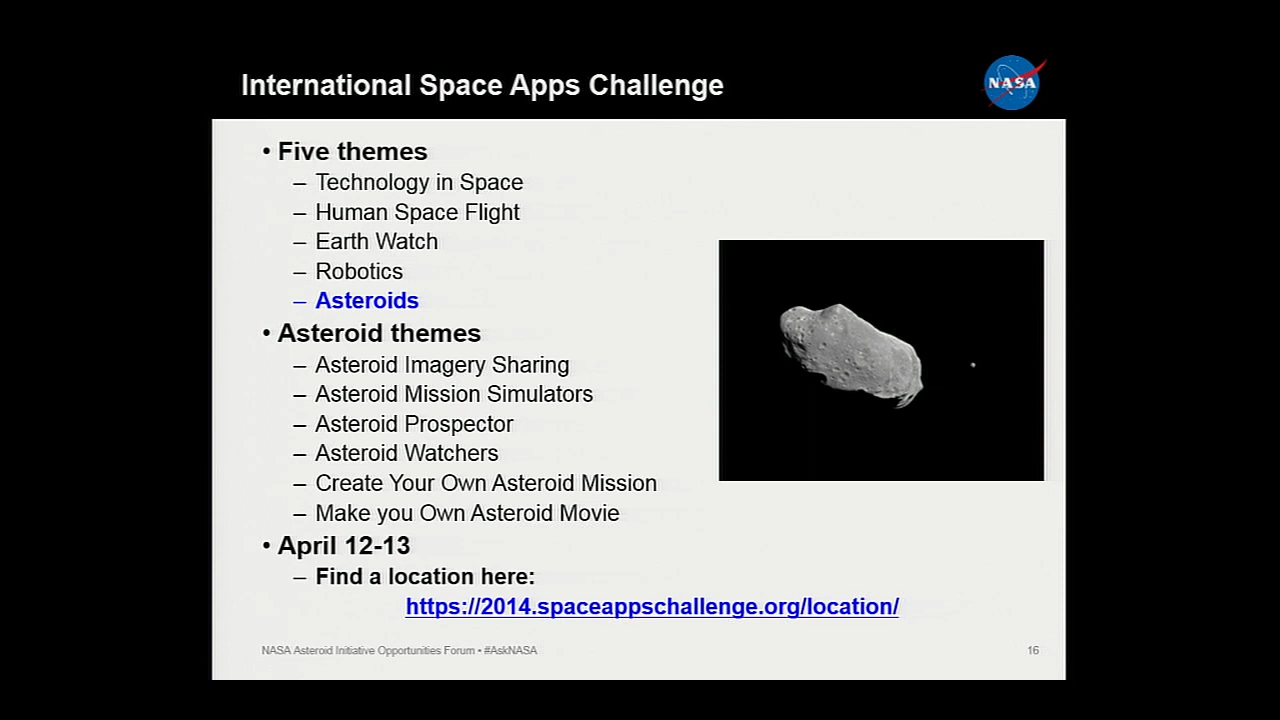 International Space Apps Challenge
NASA
• Five themes
– Technology in Space
– Human Space Flight
– Earth Watch
– Robotics
– Asteroids
• Asteroid themes
– Asteroid Imagery Sharing
– Asteroid Mission Simulators
– Asteroid Prospector
– Asteroid Watchers
– Create Your Own Asteroid Mission
– Make you Own Asteroid Movie
• April 12-13
– Find a location here:
https://2014.spaceappschallenge.org/location/
NASA Asteroid Initiative Opportunities Forum • #AskNASA
16